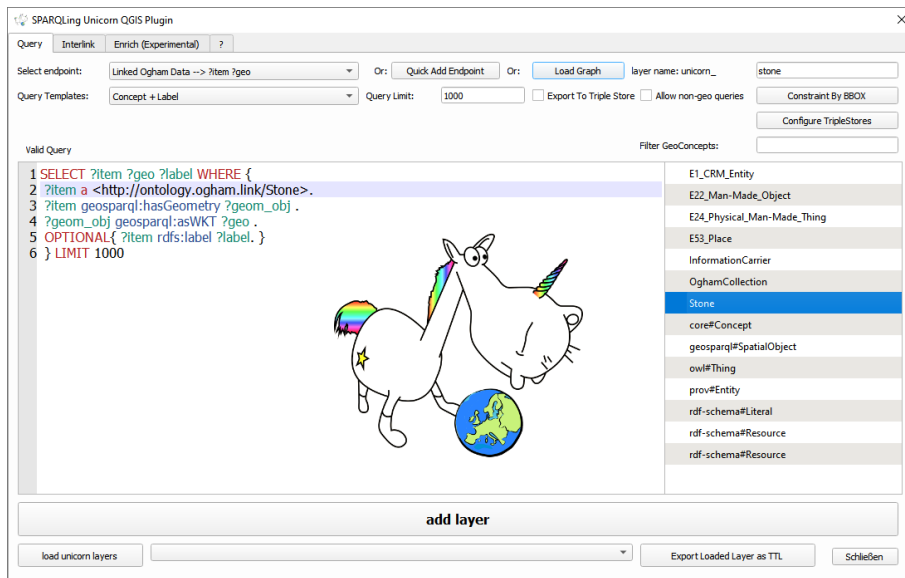 SPARQLing Unicorn QGIS Plugin
Query Interlink Enrich (Experimental) ?
Select endpoint: Linked Ogham Data --> ?item ?geo Or: Quick Add Endpoint Or: Load Graph layer name: unicorn_ stone
Query Templates: Concept + Label Query Limit: 1000 Export To Triple Store Allow non-geo queries Constraint By BBOX
Configure TripleStores
Valid Query Filter GeoConcepts:
1 SELECT ?item ?geo ?label WHERE {
2 ?item a <http://ontology.ogham.link/Stone>.
3 ?item geosparql:hasGeometry ?geom_obj .
4 ?geom_obj geosparql:asWKT ?geo .
5 OPTIONAL{ ?item rdfs:label ?label. }
6 } LIMIT 1000
E1_CRM_Entity
E22_Man-Made_Object
E24_Physical_Man-Made_Thing
E53_Place
InformationCarrier
OghamCollection
Stone
core#Concept
geosparql#SpatialObject
owl#Thing
prov#Entity
rdf-schema#Literal
rdf-schema#Resource
rdf-schema#Resource
add layer
load unicorn layers Export Loaded Layer as TTL Schließen